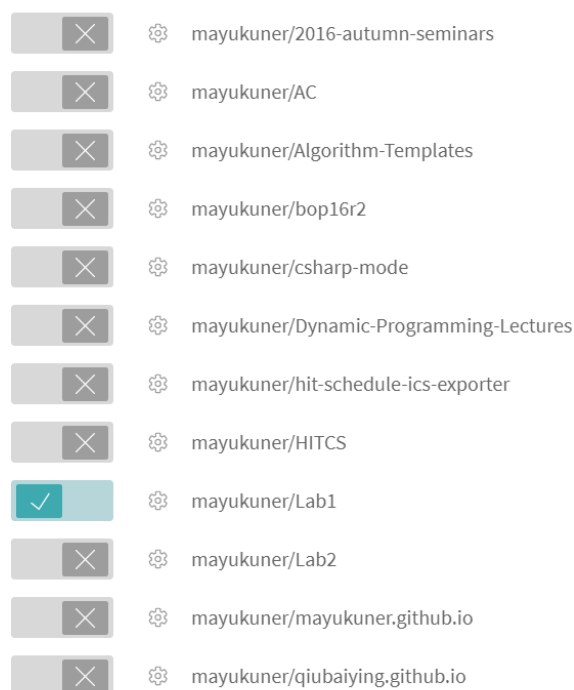 mayukuner/2016-autumn-seminars
mayukuner/AC
mayukuner/Algorithm-Templates
mayukuner/bop16r2
mayukuner/csharp-mode
mayukuner/Dynamic-Programming-Lectures
mayukuner/hit-schedule-ics-exporter
mayukuner/HITCS
mayukuner/Lab1
mayukuner/Lab2
mayukuner/mayukuner.github.io
mayukuner/qiubaiying.github.io